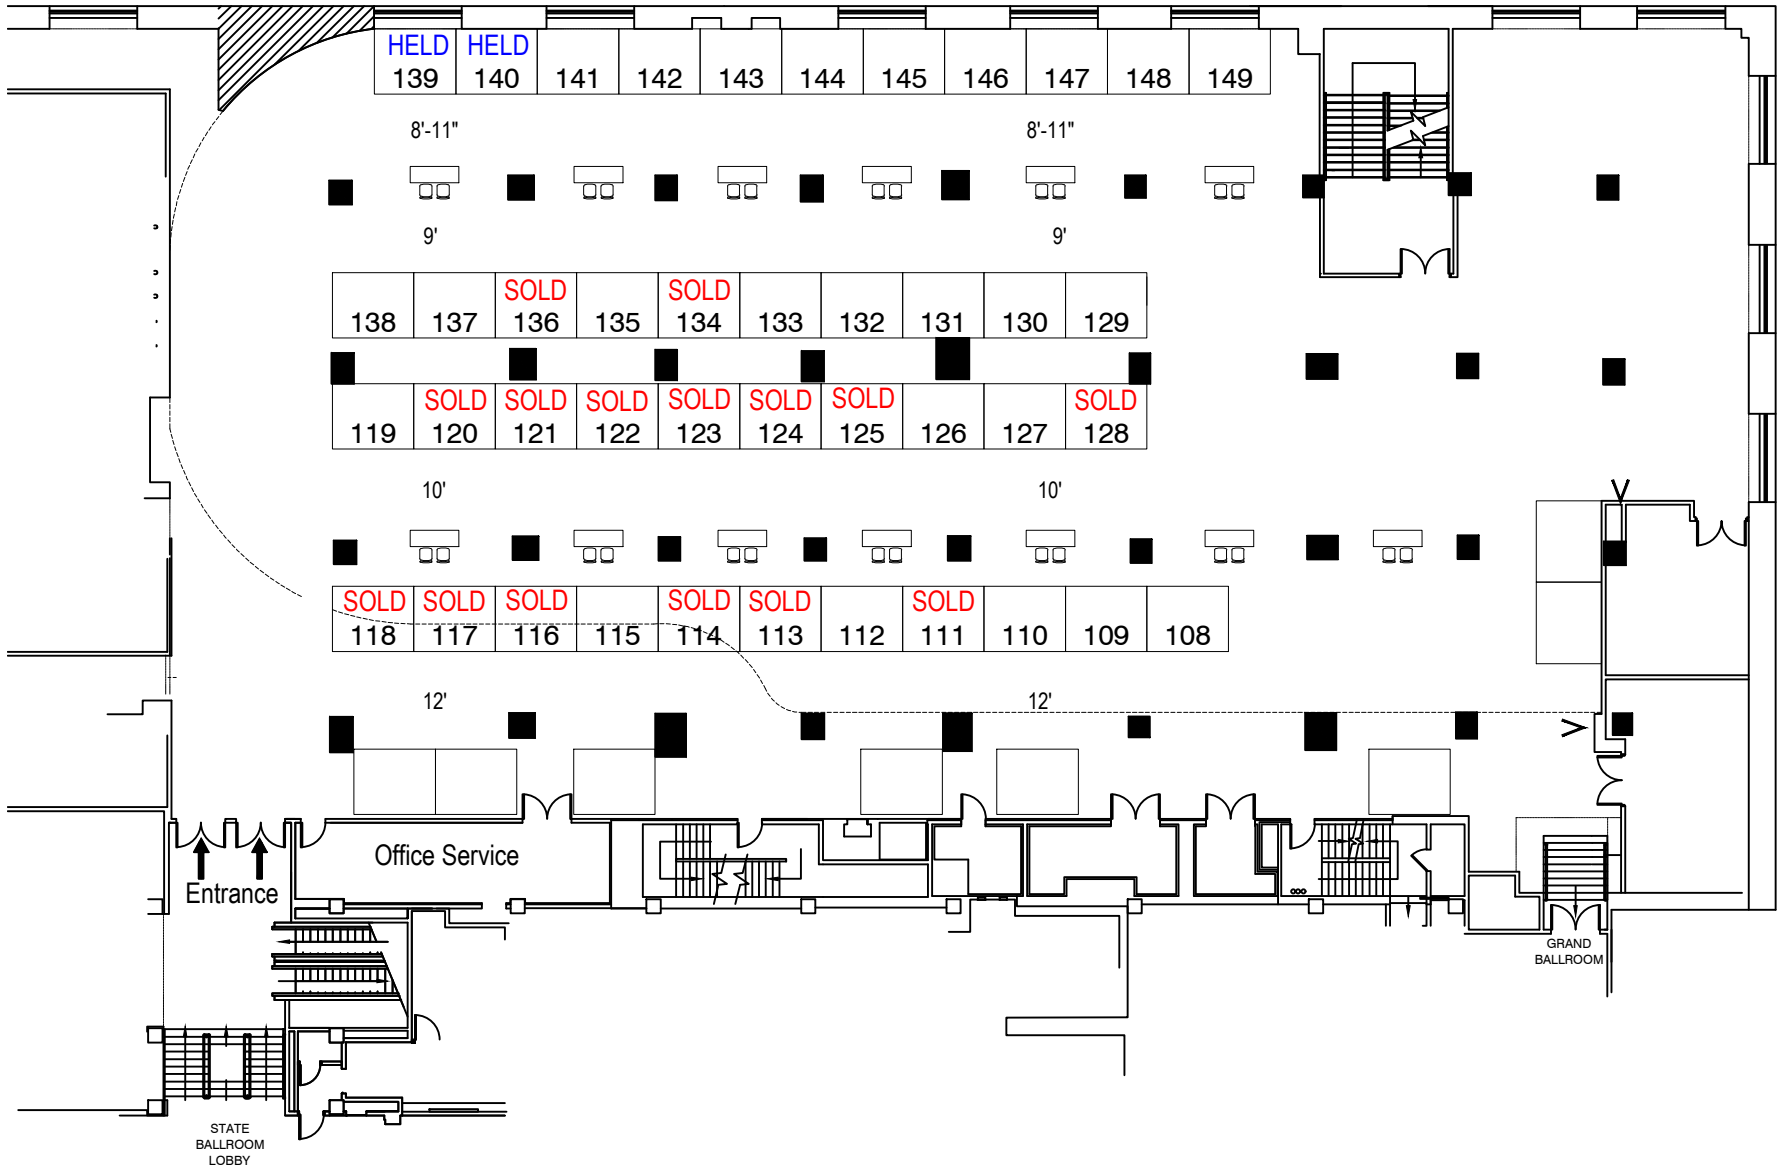 HELD HELD
139 140 141 142 143 144 145 146 147 148 149
8'-11" 8'-11"
9' 9'
SOLD SOLD
138 137 136 135 134 133 132 131 130 129
SOLD SOLD SOLD SOLD SOLD SOLD SOLD
119 120 121 122 123 124 125 126 127 128
10' 10'
SOLD SOLD SOLD SOLD SOLD SOLD
118 117 116 115 114 113 112 111 110 109 108
12' 12'
Office Service
Entrance
GRAND
BALLROOM
STATE
BALLROOM
LOBBY